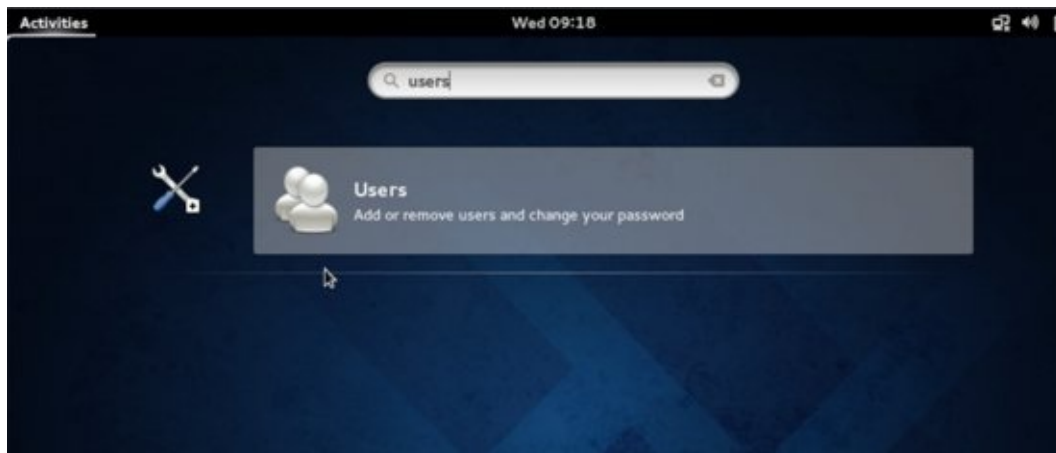 Activities
Wed 09:18
users
Users
Add or remove users and change your password